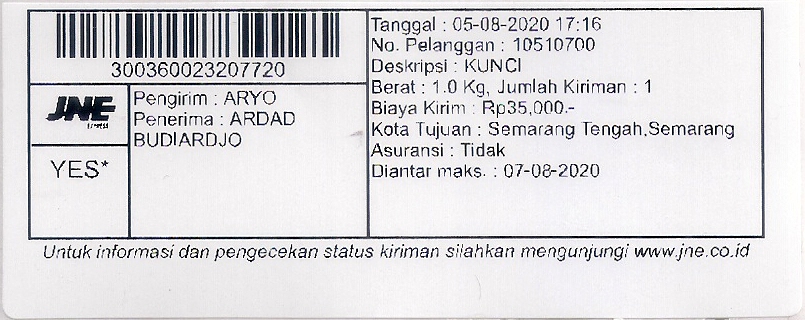 300360023207720
JNE
express
YES*
Pengirim : ARYO
Penerima : ARDAD
BUDIARDJO
Tanggal : 05-08-2020 17:16
No. Pelanggan : 10510700
Deskripsi : KUNCI
Berat : 1.0 Kg, Jumlah Kiriman : 1
Biaya Kirim : Rp35,000.-
Kota Tujuan : Semarang Tengah,Semarang
Asuransi : Tidak
Diantar maks. : 07-08-2020
Untuk informasi dan pengecekan status kiriman silahkan mengunjungi www.jne.co.id